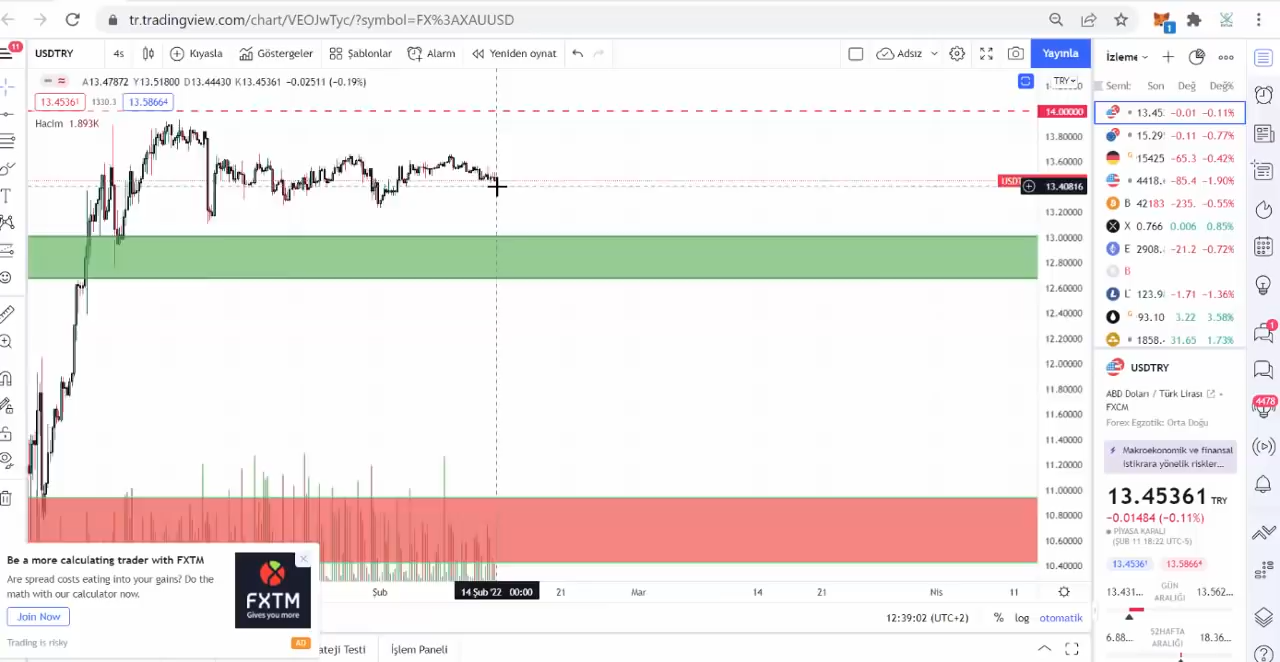 tr.tradingview.com/chart/VEOJwTyc/?symbol=FX%3AXAUUSD
1
11
USDTRY 4s Kıyasla Göstergeler Şablonlar Alarm Yeniden oynat Adsız Yayınla
İzleme
A13.47872 Y13.51800 D13.44430 K13.45361 −0.02511 (−0.19%)
TRY
Son Değ Değ%
13.45361 1330.3 13.58664
Hacim 1.893K
14.00000
13.80000
13.60000
13.40816
13.20000
13.00000
12.80000
12.60000
12.40000
12.20000
12.00000
11.80000
11.60000
11.40000
11.20000
11.00000
10.80000
10.60000
10.40000
-0.01 -0.11%
15.29 -0.11 -0.77%
15425 -65.3 -0.42%
4418. -85.4 -1.90%
B 42183 -235. -0.55%
X 0.766 0.006 0.85%
E 2908. -21.2 -0.72%
B
123.9 -1.71 -1.36%
93.10 3.22 3.58%
1858. 31.65 1.73%
USDTRY
ABD Doları / Türk Lirası
FXCM
Forex Egzotik: Orta Doğu
Makroekonomik ve finansal
istikrara yönelik riskler...
13.45361 TRY
−0.01484 (−0.11%)
PİYASA KAPALI
(ŞUB 11 18:22 UTC-5)
13.45361 13.58664
13.431... GÜN ARALIĞI 13.562...
6.88... 52HAFTA ARALIĞI 18.36...
1
4478
Şub 14 Şub '22 00:00 21 Mar 14 21 Nis 11
12:39:02 (UTC+2) % log otomatik
Be a more calculating trader with FXTM
Are spread costs eating into your gains? Do the
math with our calculator now.
Join Now
Trading is risky
FXTM
Gives you more
AD
ateji Testi İşlem Paneli